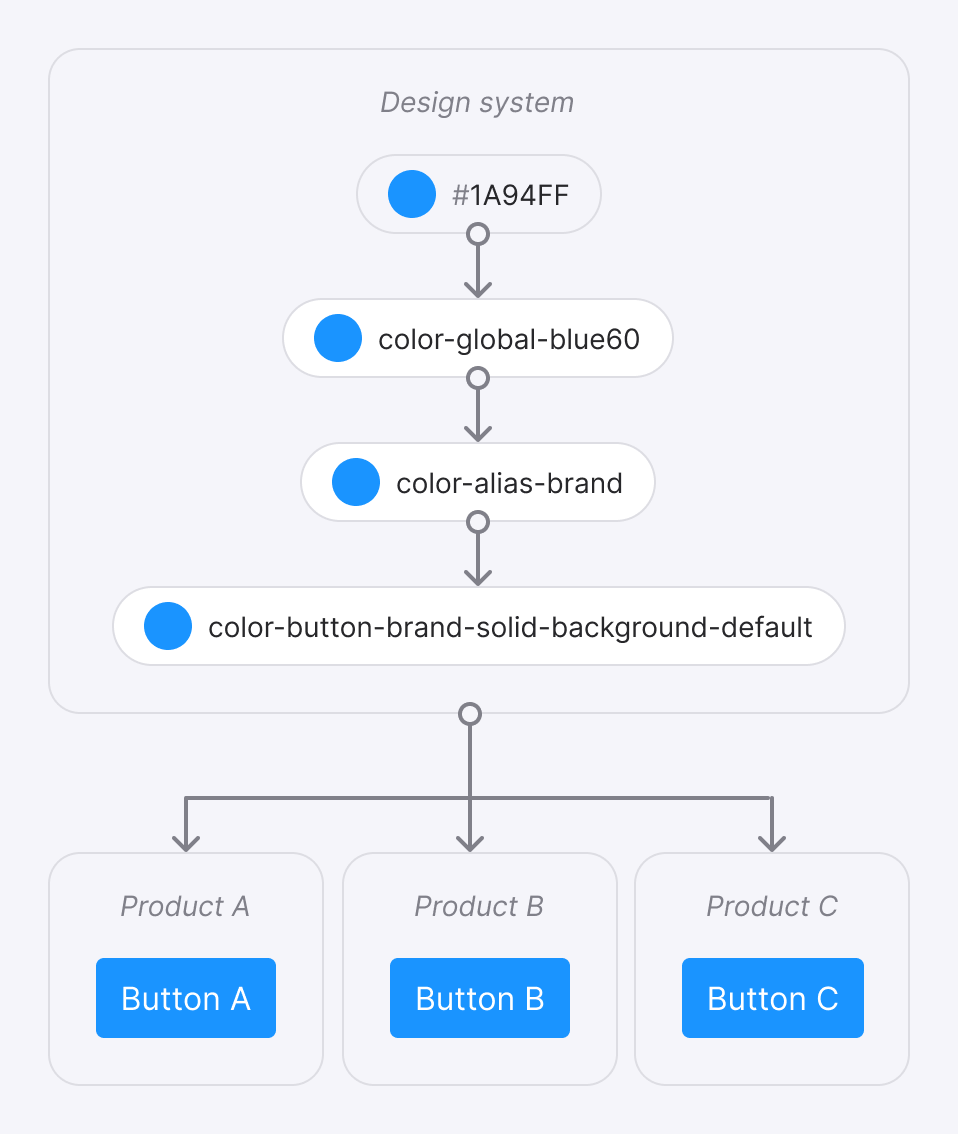 Design system
#1A94FF
color-global-blue60
color-alias-brand
color-button-brand-solid-background-default
Product A
Button A
Product B
Button B
Product C
Button C